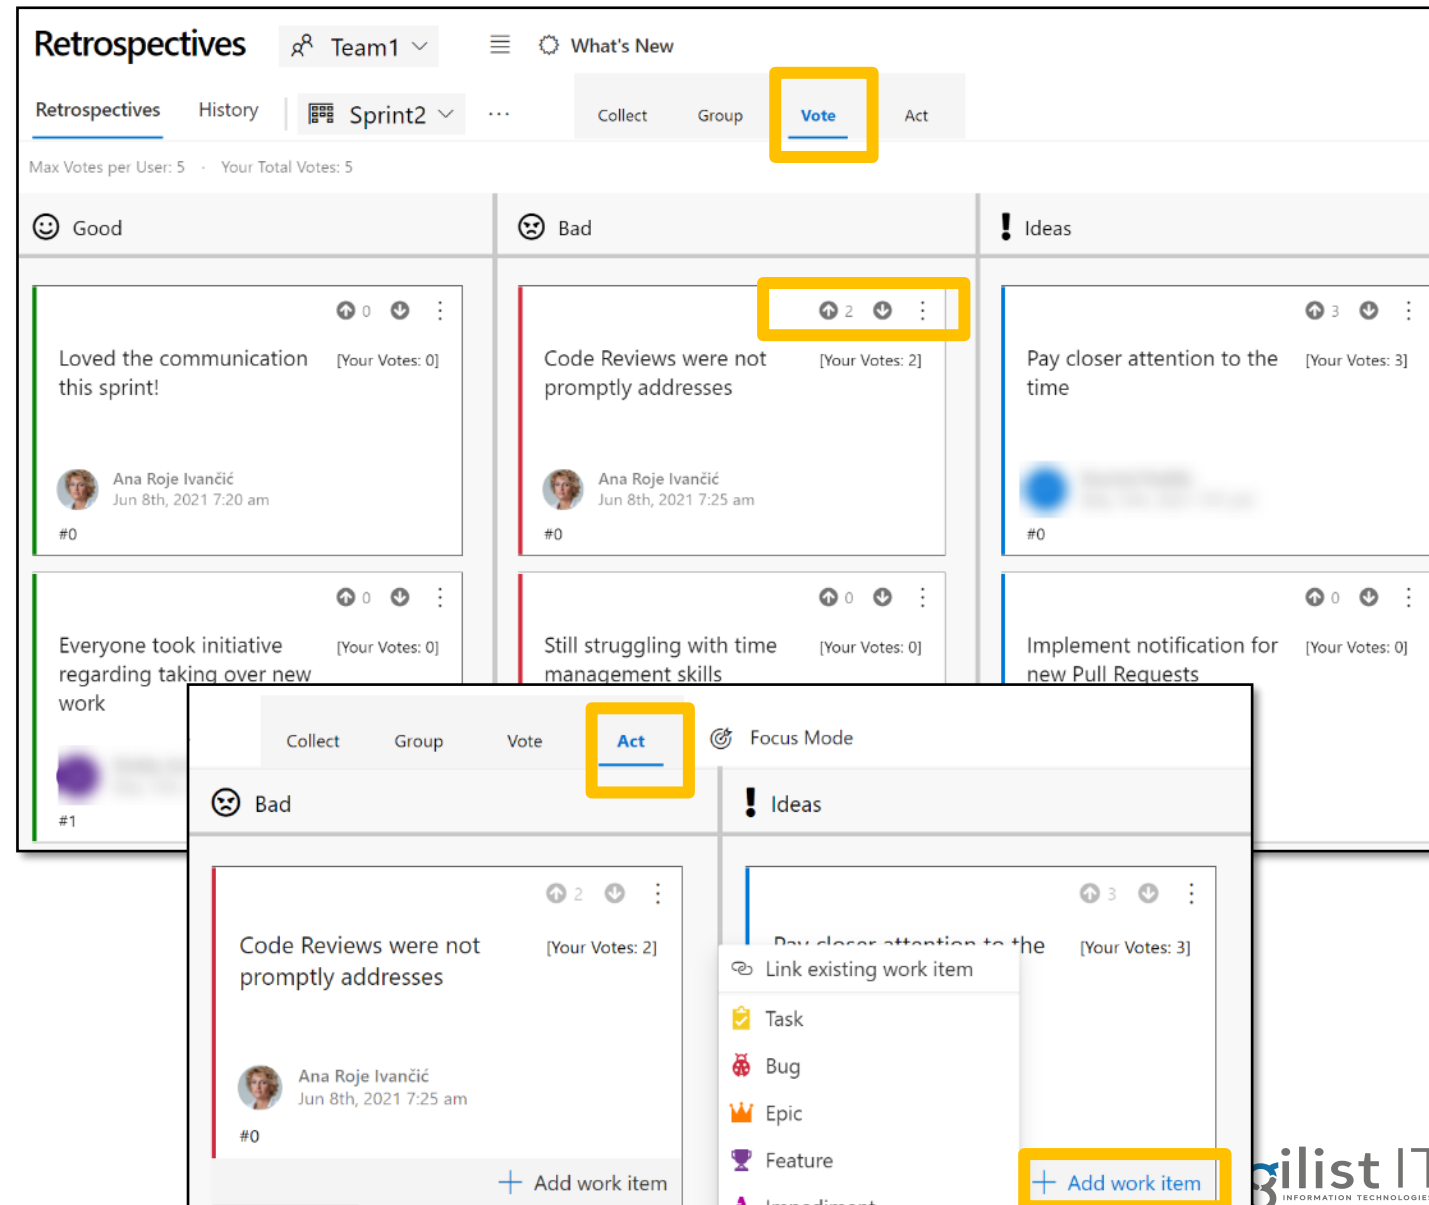 Retrospectives
Team1
What's New
Retrospectives
History
Sprint2
...
Collect
Group
Vote
Act
Max Votes per User: 5 · Your Total Votes: 5
Good
Bad
Ideas
0
Loved the communication
this sprint!
[Your Votes: 0]
Ana Roje Ivančić
Jun 8th, 2021 7:20 am
#0
2
Code Reviews were not
promptly addresses
[Your Votes: 2]
Ana Roje Ivančić
Jun 8th, 2021 7:25 am
#0
3
Pay closer attention to the
time
[Your Votes: 3]
#0
0
Everyone took initiative
regarding taking over new
work
[Your Votes: 0]
#1
0
Still struggling with time
management skills
[Your Votes: 0]
0
Implement notification for
new Pull Requests
[Your Votes: 0]
Collect
Group
Vote
Act
Focus Mode
Bad
Ideas
2
Code Reviews were not
promptly addresses
[Your Votes: 2]
Ana Roje Ivančić
Jun 8th, 2021 7:25 am
#0
+ Add work item
3
Pay closer attention to the
[Your Votes: 3]
Link existing work item
Task
Bug
Epic
Feature
Impediment
+ Add work item
gilist IT
INFORMATION TECHNOLOGIES